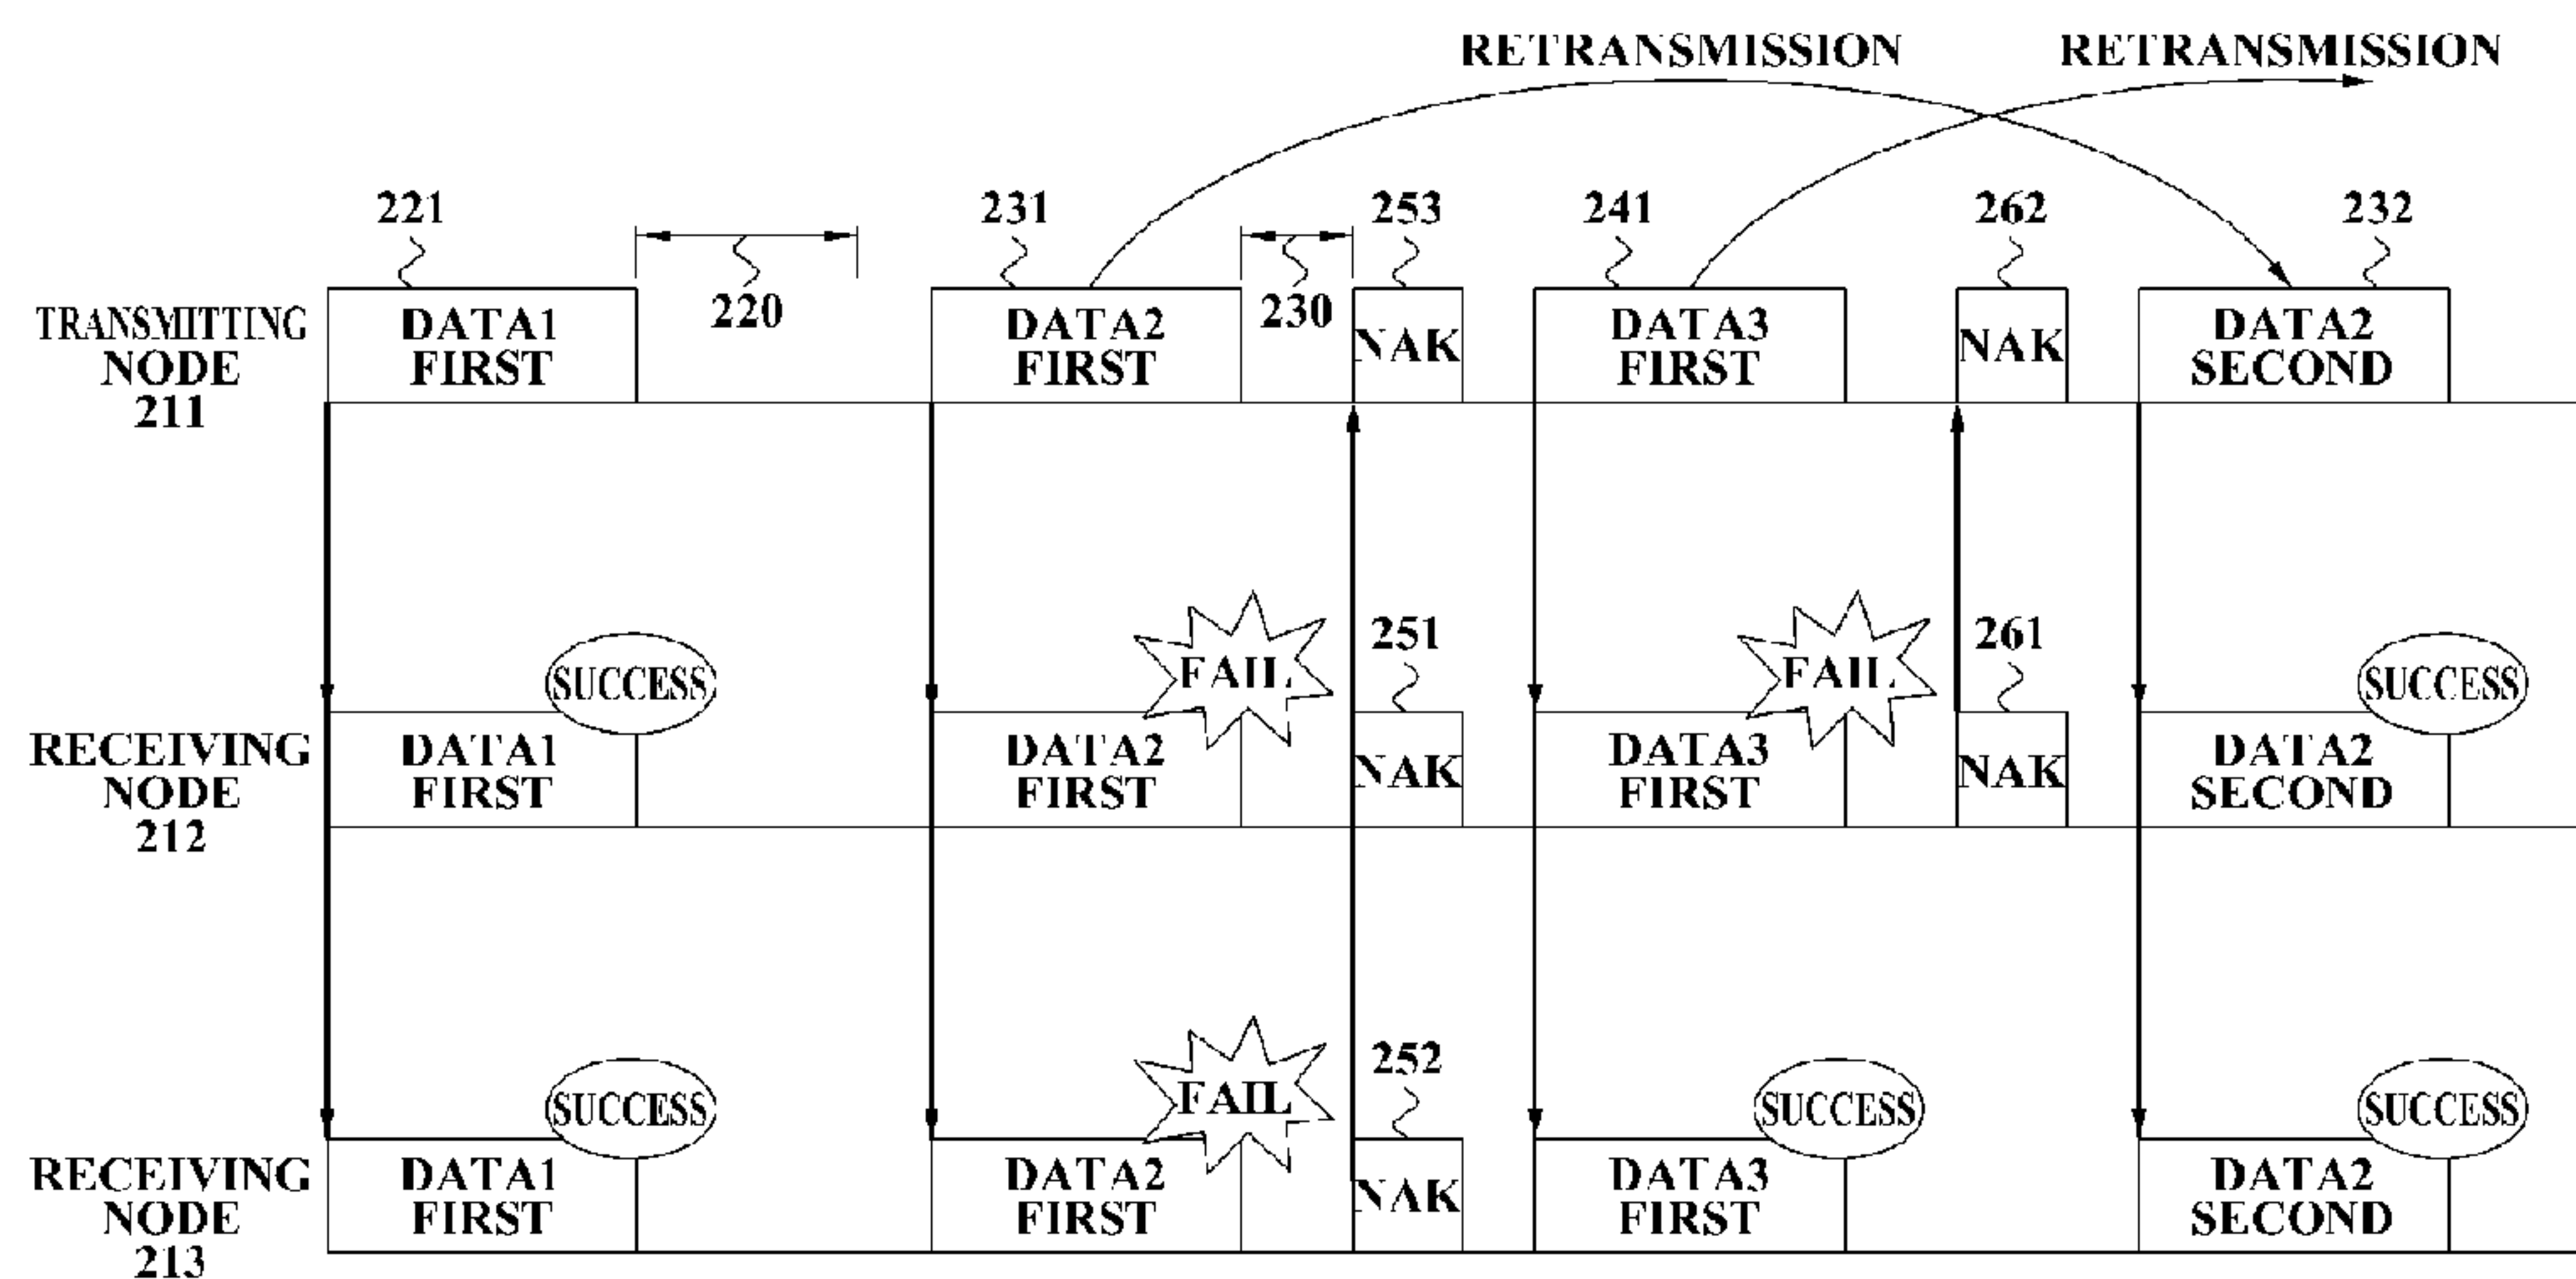 RETRANSMISSION RETRANSMISSION
221 231 253 241 262 232
220 230
TRANSMITTING
NODE
211
DATA1
FIRST
DATA2
FIRST
NAK
DATA3
FIRST
NAK
DATA2
SECOND
SUCCESS
FAIL
251
FAIL
261
SUCCESS
RECEIVING
NODE
212
DATA1
FIRST
DATA2
FIRST
NAK
DATA3
FIRST
NAK
DATA2
SECOND
SUCCESS
FAIL
252
SUCCESS
SUCCESS
RECEIVING
NODE
213
DATA1
FIRST
DATA2
FIRST
NAK
DATA3
FIRST
DATA2
SECOND